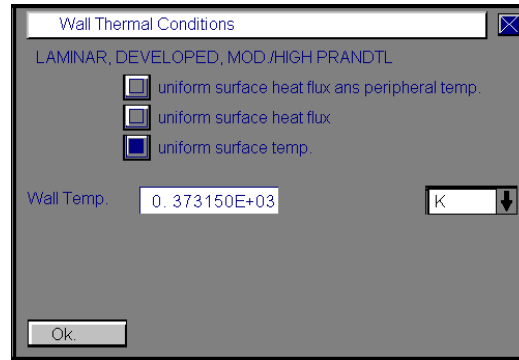 Wall Thermal Conditions
LAMINAR, DEVELOPED, MOD./HIGH PRANDTL
uniform surface heat flux ans peripheral temp.
uniform surface heat flux
uniform surface temp.
Wall Temp. 0. 373150E+03 K
Ok.